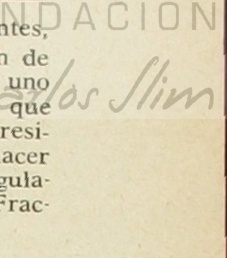 NDACION
ntes,
n de
uno
Carlos Slim
que
resi-
acer
gula-
Frac-